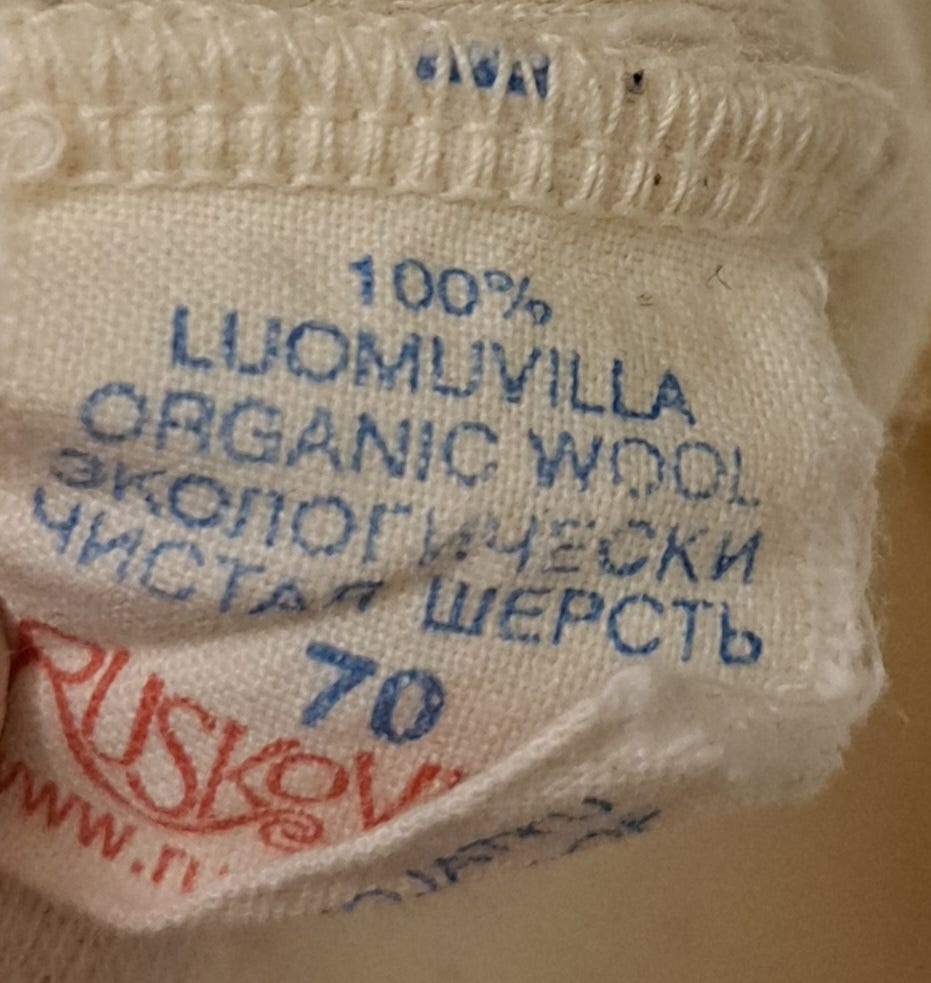 100%
LUOMUVILLA
ORGANIC WOOL
ЭКОЛОГИЧЕСКИ
ЧИСТАЯ ШЕРСТЬ
70